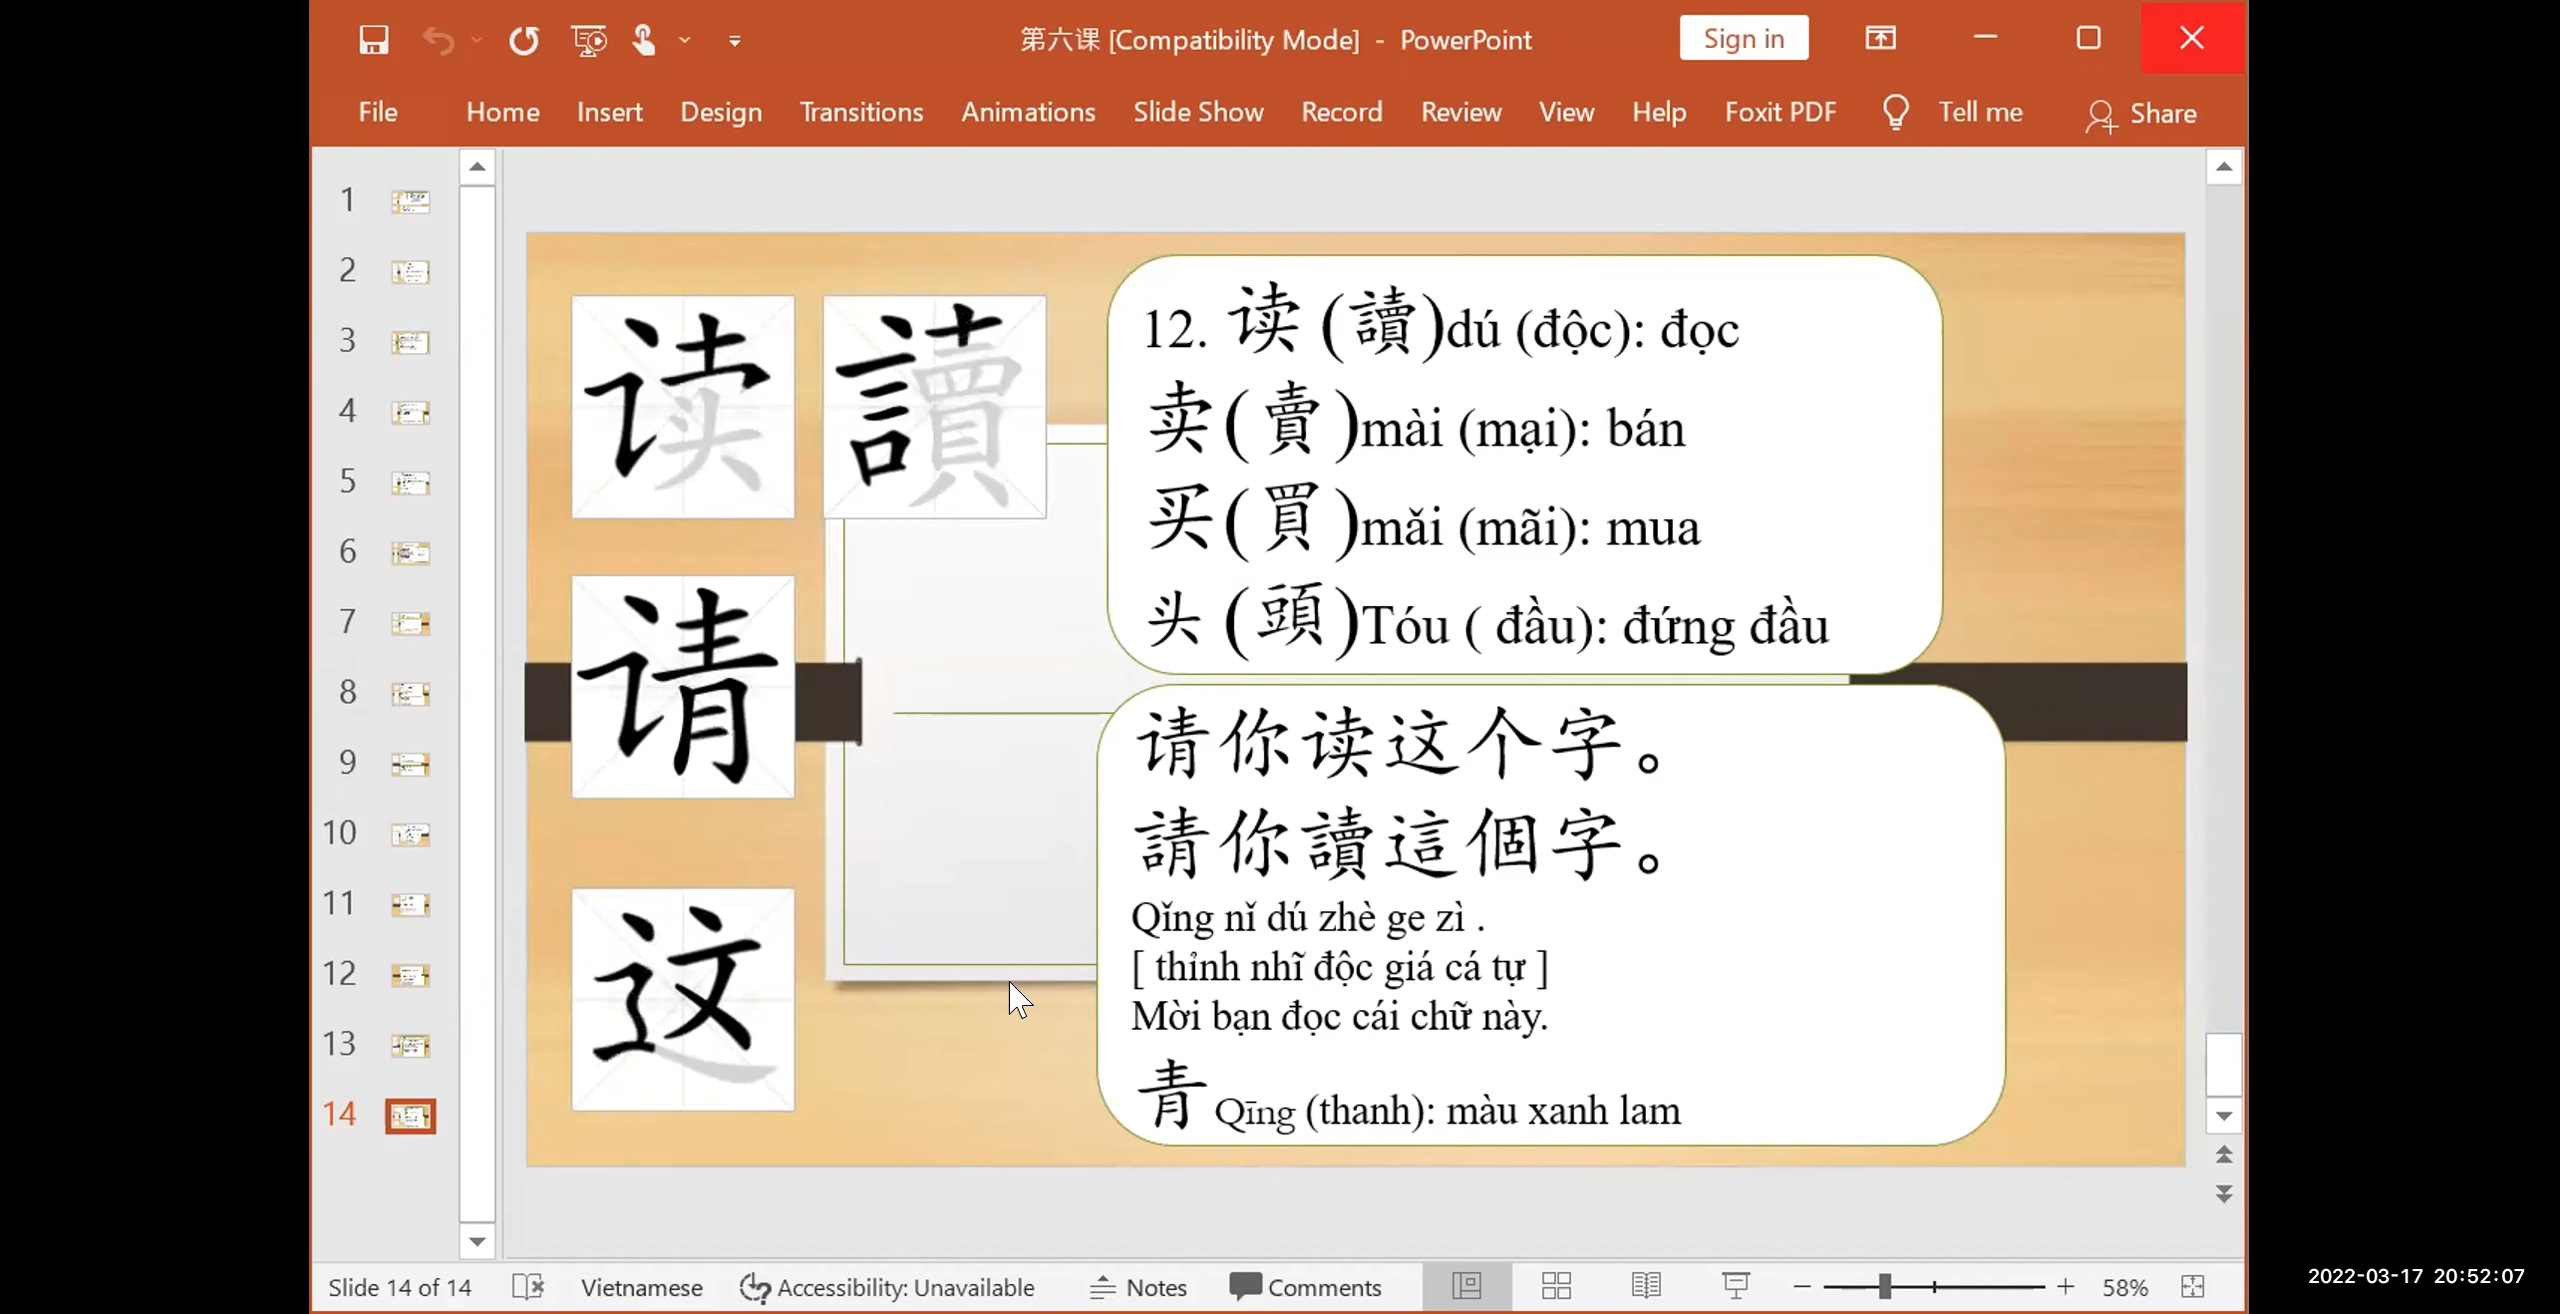 第六课 [Compatibility Mode] - PowerPoint
Sign in
File Home Insert Design Transitions Animations Slide Show Record Review View Help Foxit PDF Tell me Share
1
2
3
4
5
6
7
8
9
10
11
12
13
14
读
讀
请
这
12. 读 (讀)dú (độc): đọc
卖(賣)mài (mại): bán
买(買)mǎi (mãi): mua
头 (頭)Tóu ( đầu): đứng đầu
请你读这个字。
請你讀這個字。
Qǐng nǐ dú zhè ge zì .
[ thỉnh nhĩ độc giá cá tự ]
Mời bạn đọc cái chữ này.
青 Qīng (thanh): màu xanh lam
Slide 14 of 14 Vietnamese Accessibility: Unavailable Notes Comments 58%
2022-03-17 20:52:07